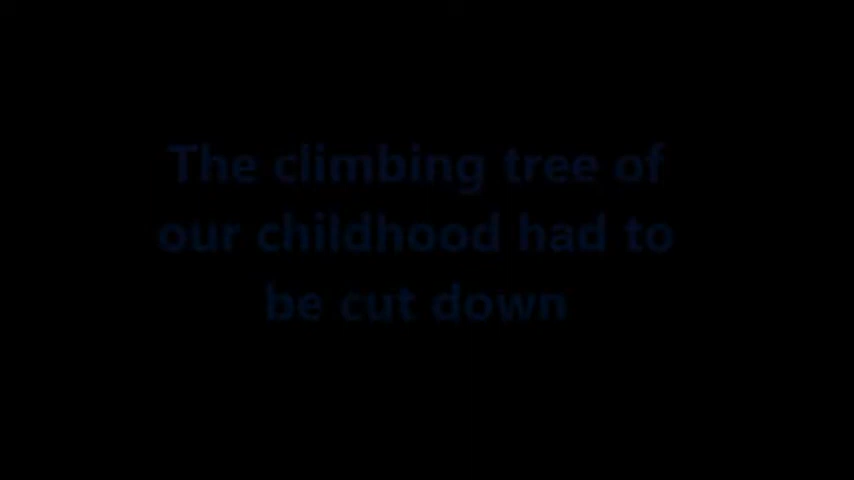 The climbing tree of
our childhood had to
be cut down